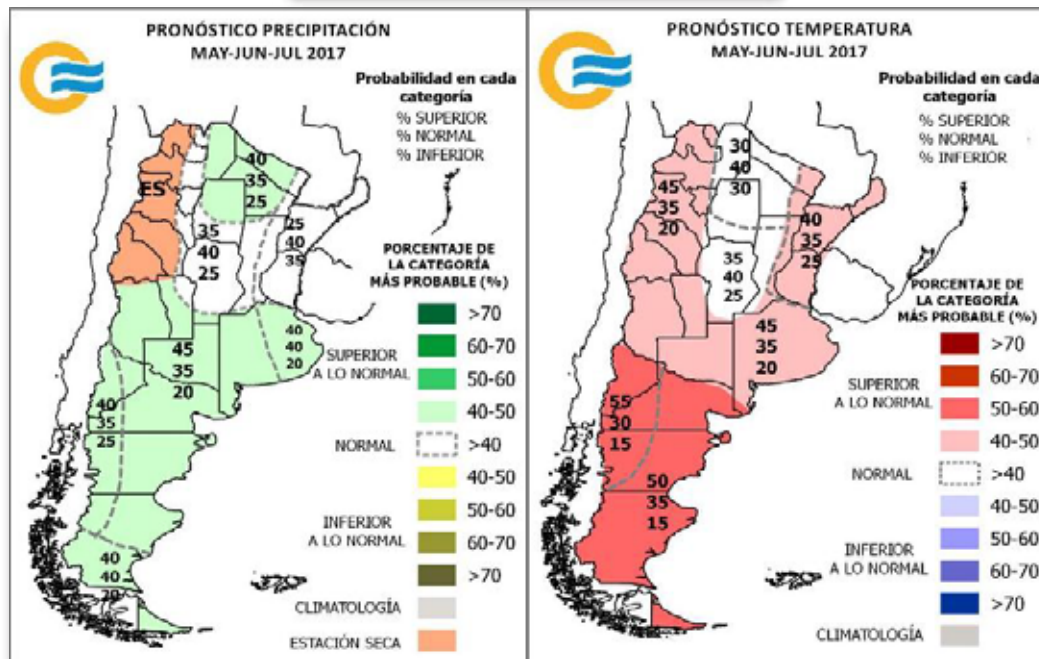 PRONÓSTICO PRECIPITACIÓN
MAY-JUN-JUL 2017
Probabilidad en cada
categoría
% SUPERIOR
% NORMAL
% INFERIOR
40
35
25
ES
35
40
25
25
40
35
45
35
20
40
40
20
40
35
25
40
40
20
PORCENTAJE DE
LA CATEGORÍA
MÁS PROBABLE (%)
>70
60-70
50-60
SUPERIOR
A LO NORMAL
40-50
NORMAL
>40
40-50
50-60
INFERIOR
A LO NORMAL
60-70
>70
CLIMATOLOGÍA
ESTACIÓN SECA
PRONÓSTICO TEMPERATURA
MAY-JUN-JUL 2017
Probabilidad en cada
categoría
% SUPERIOR
% NORMAL
% INFERIOR
30
40
30
45
35
20
40
35
25
35
40
25
45
35
20
55
30
15
50
35
15
PORCENTAJE DE
LA CATEGORÍA
MÁS PROBABLE (%)
>70
60-70
SUPERIOR
A LO NORMAL
50-60
40-50
NORMAL
>40
40-50
50-60
INFERIOR
A LO NORMAL
60-70
>70
CLIMATOLOGÍA